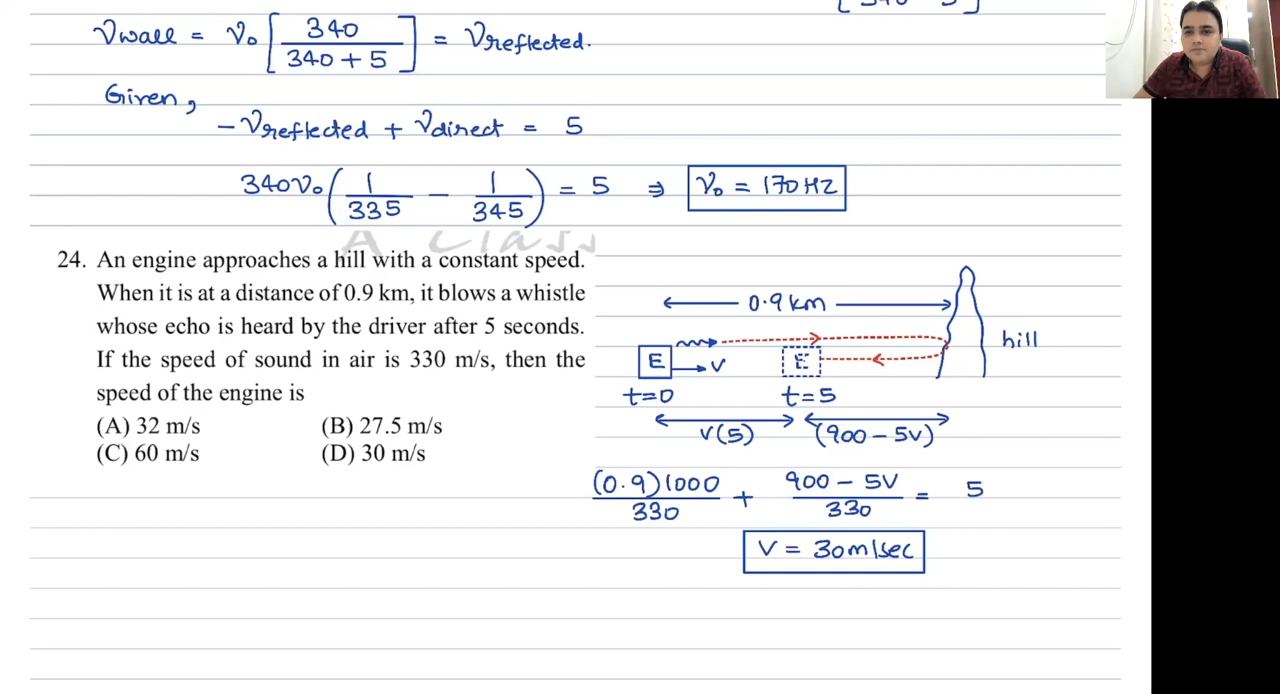 νwall = ν₀ [ 340 / 340 + 5 ] = νreflected.
Given,
− νreflected + νdirect = 5
340ν₀ ( 1/335 − 1/345 ) = 5 ⇒ ν₀ = 170 Hz
A Class
24. An engine approaches a hill with a constant speed.
When it is at a distance of 0.9 km, it blows a whistle
whose echo is heard by the driver after 5 seconds.
If the speed of sound in air is 330 m/s, then the
speed of the engine is
(A) 32 m/s (B) 27.5 m/s
(C) 60 m/s (D) 30 m/s
0.9 km
hill
E V E
t=0 t=5
V(5) (900 − 5V)
(0.9)1000 / 330 + 900 − 5V / 330 = 5
V = 30m/sec